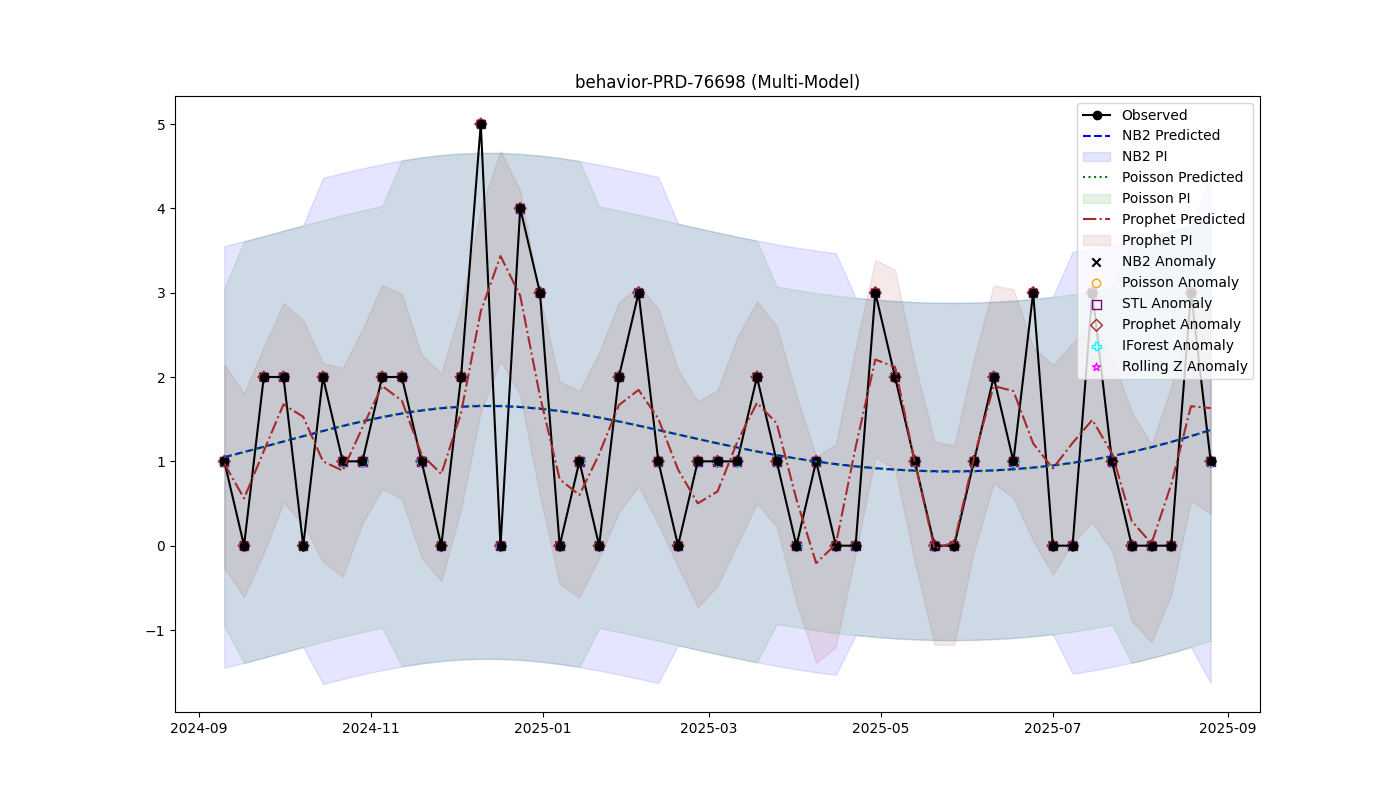 behavior-PRD-76698 (Multi-Model)
5
4
3
2
1
0
−1
2024-09
2024-11
2025-01
2025-03
2025-05
2025-07
2025-09
Observed
NB2 Predicted
NB2 PI
Poisson Predicted
Poisson PI
Prophet Predicted
Prophet PI
NB2 Anomaly
Poisson Anomaly
STL Anomaly
Prophet Anomaly
IForest Anomaly
Rolling Z Anomaly